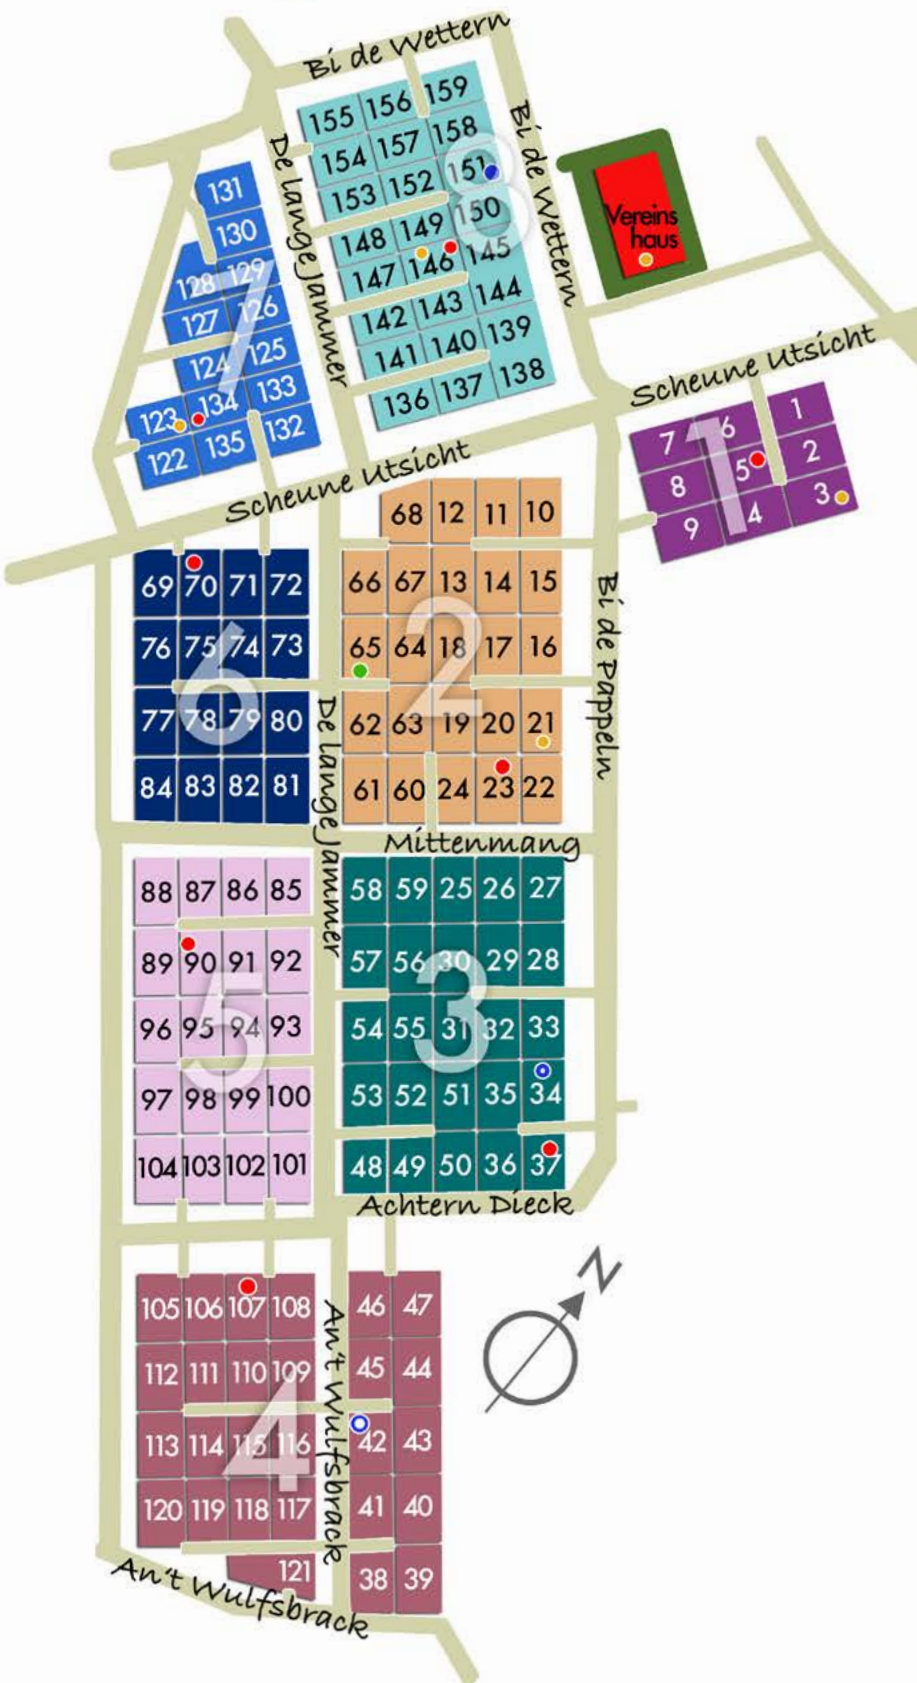 Bi de Wettern
155 156 159
154 157 158
153 152 151
8
148 149 150
147 146 145
142 143 144
141 140 139
136 137 138
De lange Jammer
Bi de Wettern
Vereins
haus
131
130
128 129
7
127 126
124 125
123 134 133
122 135 132
Scheune Utsicht
Scheune Utsicht
7 6 1
1
8 5 2
9 4 3
68 12 11 10
66 67 13 14 15
65 64 18 17 16
2
62 63 19 20 21
61 60 24 23 22
Bi de Pappeln
69 70 71 72
76 75 74 73
6
77 78 79 80
84 83 82 81
De lange Jammer
Mittenmang
88 87 86 85
89 90 91 92
5
96 95 94 93
97 98 99 100
104 103 102 101
58 59 25 26 27
57 56 30 29 28
3
54 55 31 32 33
53 52 51 35 34
48 49 50 36 37
Achtern Dieck
N
105 106 107 108
112 111 110 109
4
113 114 115 116
120 119 118 117
121
An't Wulfsbrack
46 47
45 44
42 43
41 40
38 39
An't Wulfsbrack